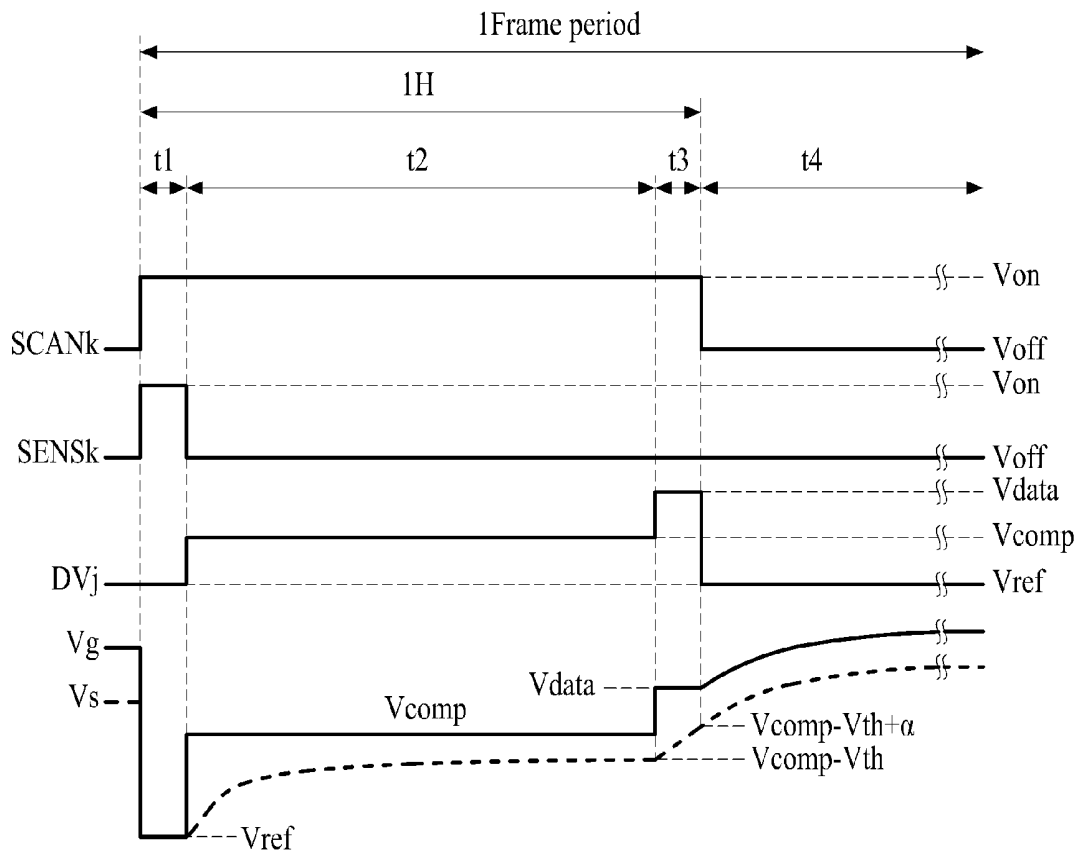 1Frame period
1H
t1 t2 t3 t4
Von
SCANk Voff
Von
SENSk Voff
Vdata
Vcomp
DVj Vref
Vg
Vs Vdata
Vcomp
Vcomp-Vth+α
Vcomp-Vth
Vref